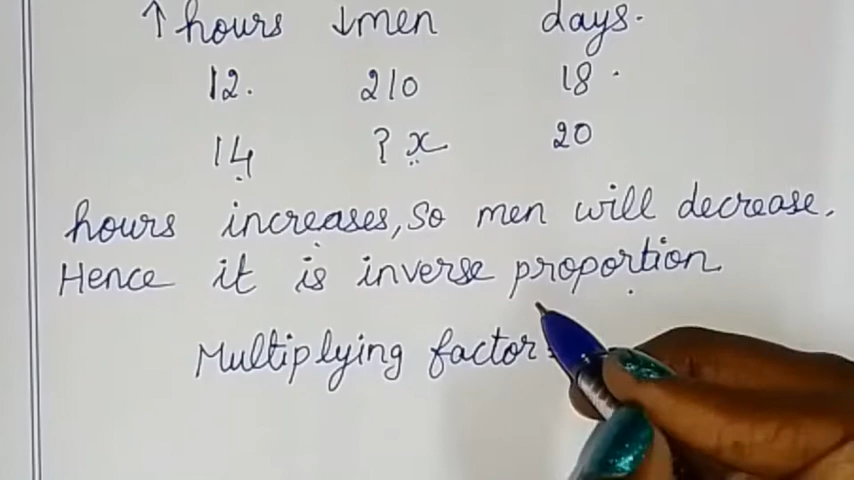 ↑ hours ↓men days.
12. 210 18.
14 ? x 20
hours increases, So men will decrease.
Hence it is inverse proportion
Multiplying factor